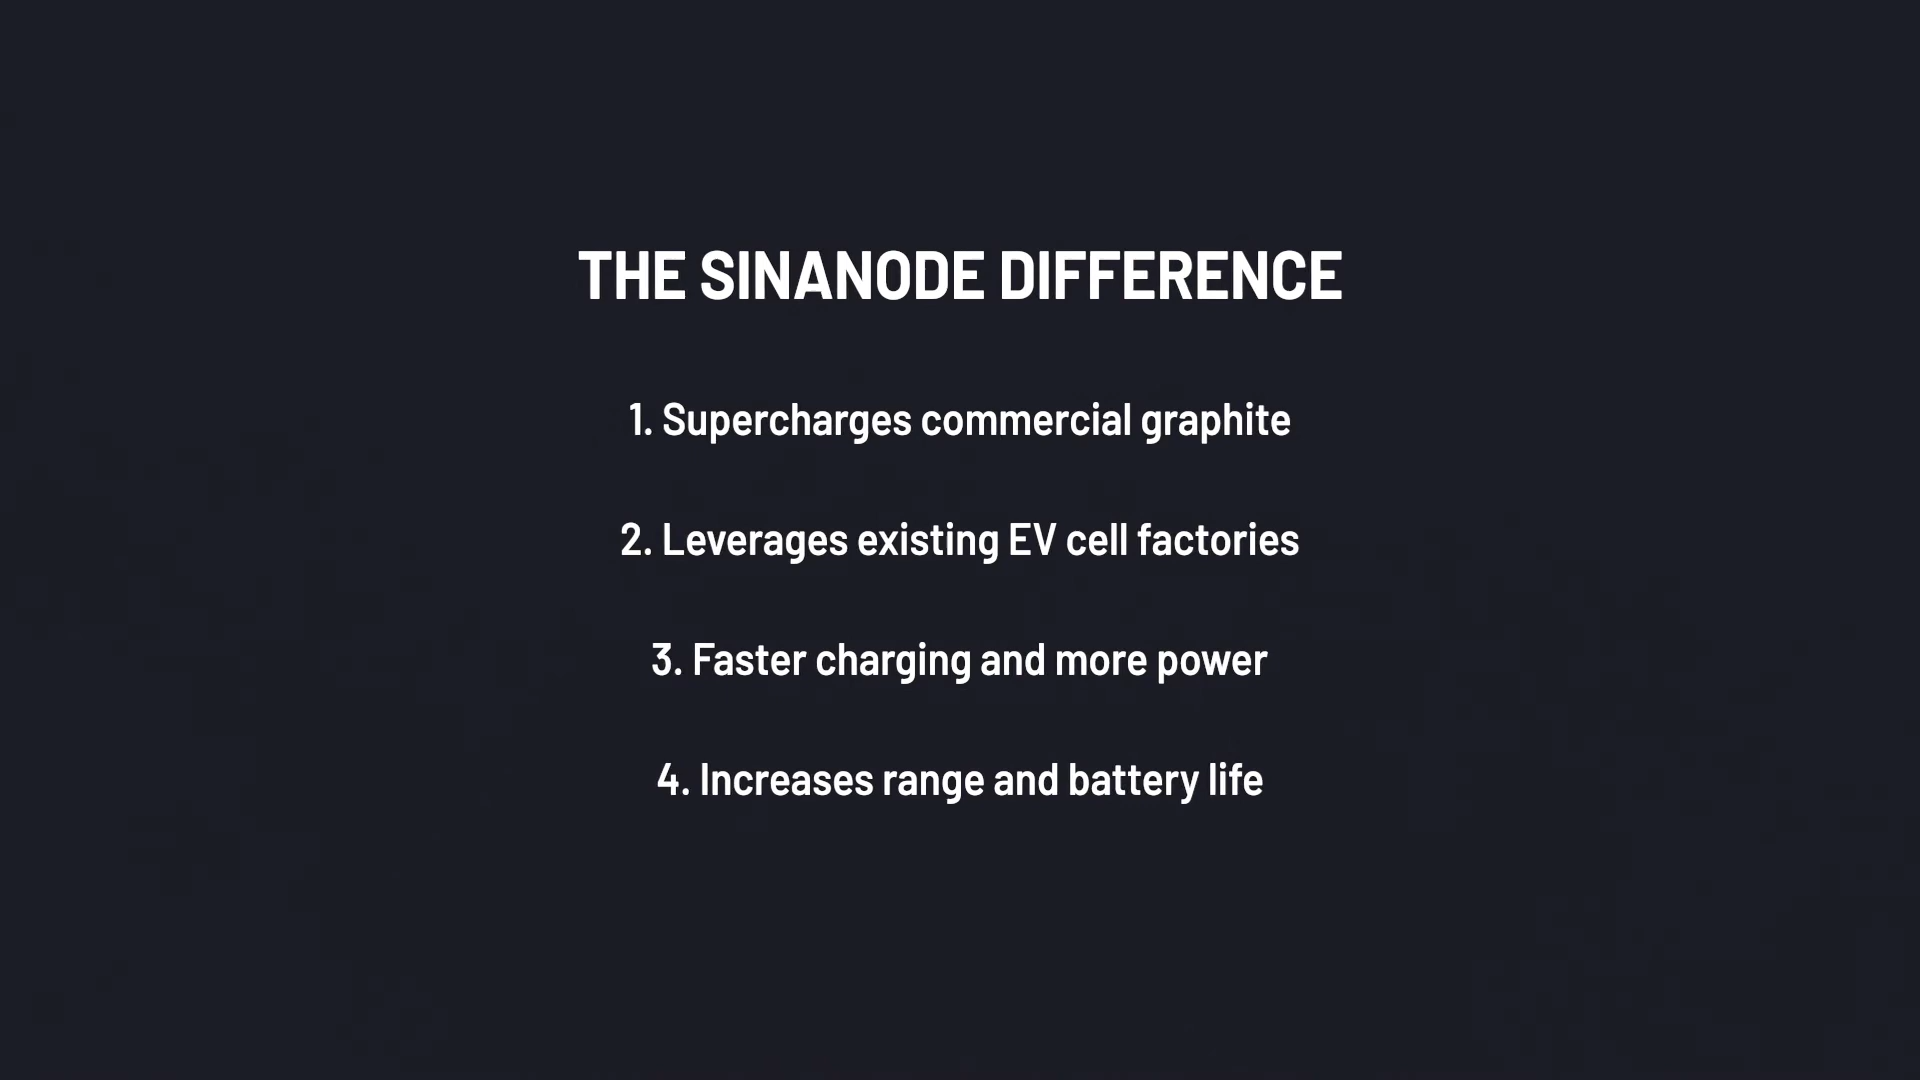 THE SINANODE DIFFERENCE
1. Supercharges commercial graphite
2. Leverages existing EV cell factories
3. Faster charging and more power
4. Increases range and battery life